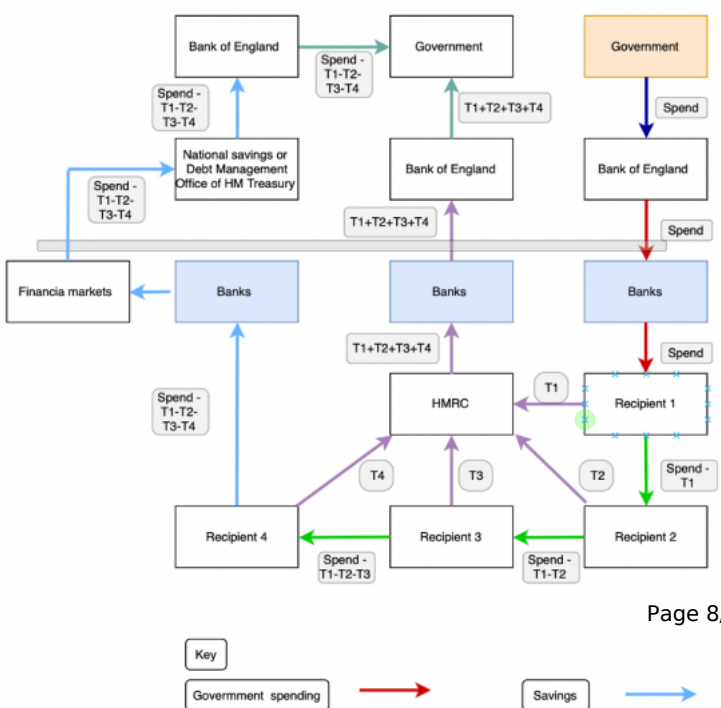 Bank of England
Government
Government
Spend -
T1-T2-
T3-T4
Spend -
T1-T2-
T3-T4
T1+T2+T3+T4
Spend
National savings or
Debt Management
Office of HM Treasury
Bank of England
Bank of England
Spend -
T1-T2-
T3-T4
T1+T2+T3+T4
Spend
Financia markets
Banks
Banks
Banks
T1+T2+T3+T4
Spend
Spend -
T1-T2-
T3-T4
HMRC
T1
Recipient 1
T4
T3
T2
Spend -
T1
Recipient 4
Recipient 3
Recipient 2
Spend -
T1-T2-T3
Spend -
T1-T2
Page 8/
Key
Govermment spending
Savings